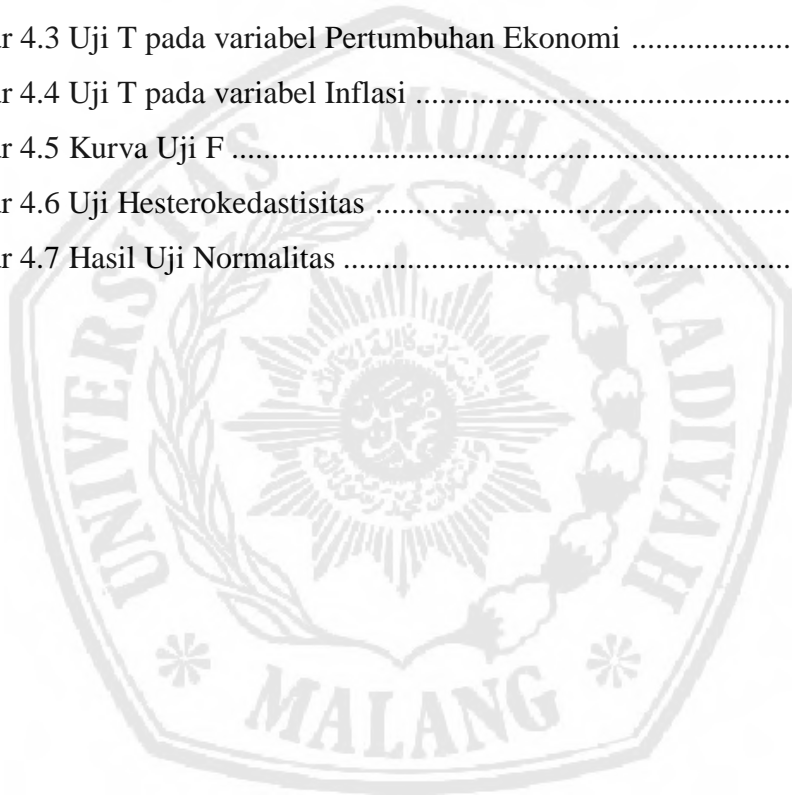 r 4.3 Uji T pada variabel Pertumbuhan Ekonomi ..................
r 4.4 Uji T pada variabel Inflasi ..........................................
r 4.5 Kurva Uji F ..................................................................
r 4.6 Uji Hesterokedastisitas ................................................
r 4.7 Hasil Uji Normalitas ....................................................
UNIVERSITAS MUHAMMADIYAH
MALANG